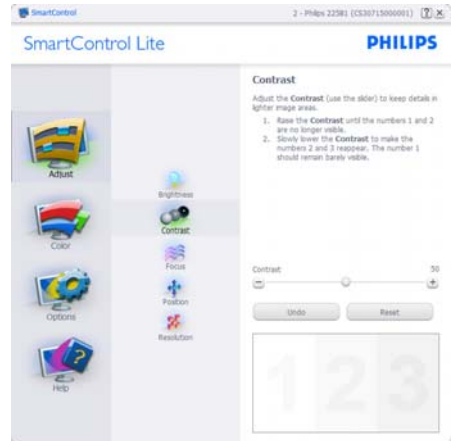 SmartControl
2 - Philips 225B1 (CS30715000001)
SmartControl Lite
PHILIPS
Adjust
Color
Options
Help
Brightness
Contrast
Focus
Position
Resolution
Contrast
Adjust the Contrast (use the slider) to keep details in
lighter image areas.
1. Raise the Contrast until the numbers 1 and 2
are no longer visible.
2. Slowly lower the Contrast to make the
numbers 2 and 3 reappear. The number 1
should remain barely visible.
Contrast
50
Undo
Reset
1 2 3